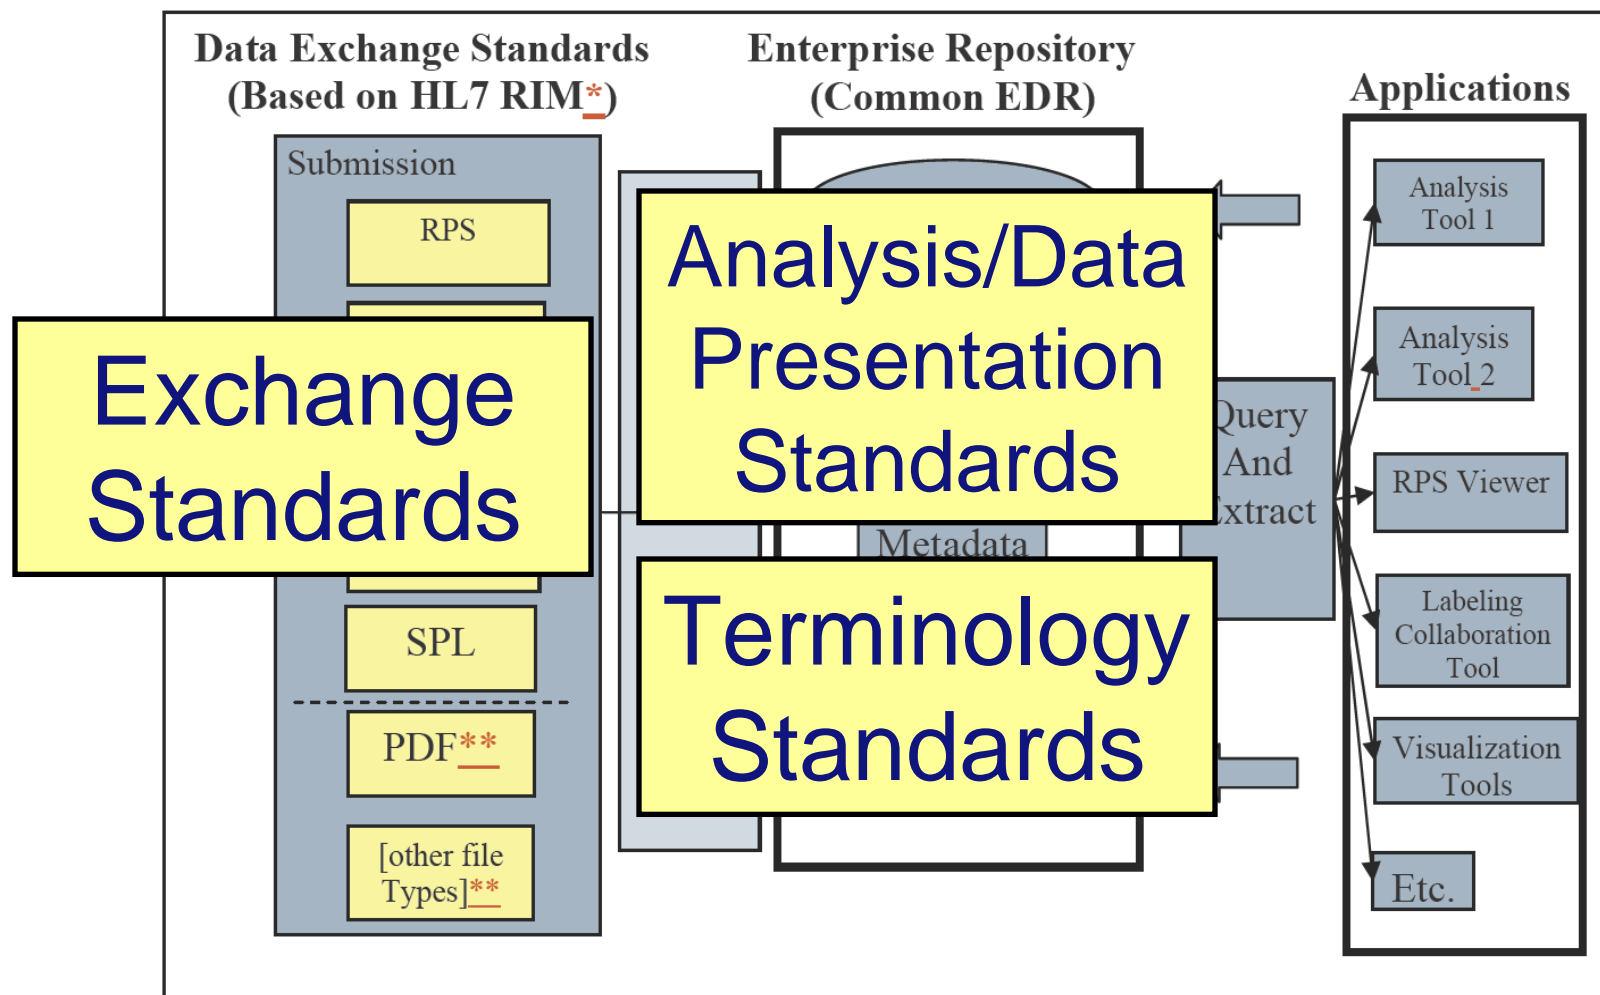 Data Exchange Standards
(Based on HL7 RIM*)
Enterprise Repository
(Common EDR)
Applications
Submission
RPS
Exchange
Standards
SPL
PDF**
[other file
Types]**
Analysis/Data
Presentation
Standards
Metadata
Terminology
Standards
Query
And
Extract
Analysis
Tool 1
Analysis
Tool 2
RPS Viewer
Labeling
Collaboration
Tool
Visualization
Tools
Etc.